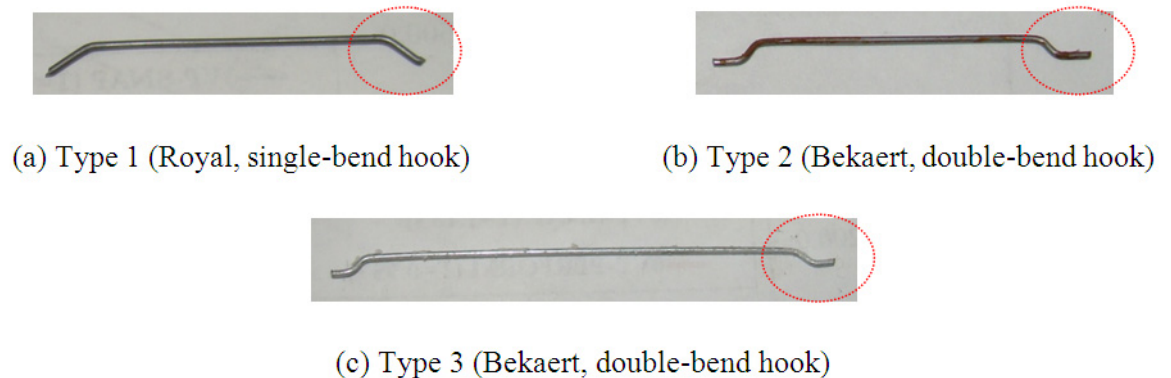 (a) Type 1 (Royal, single-bend hook)
(b) Type 2 (Bekaert, double-bend hook)
(c) Type 3 (Bekaert, double-bend hook)